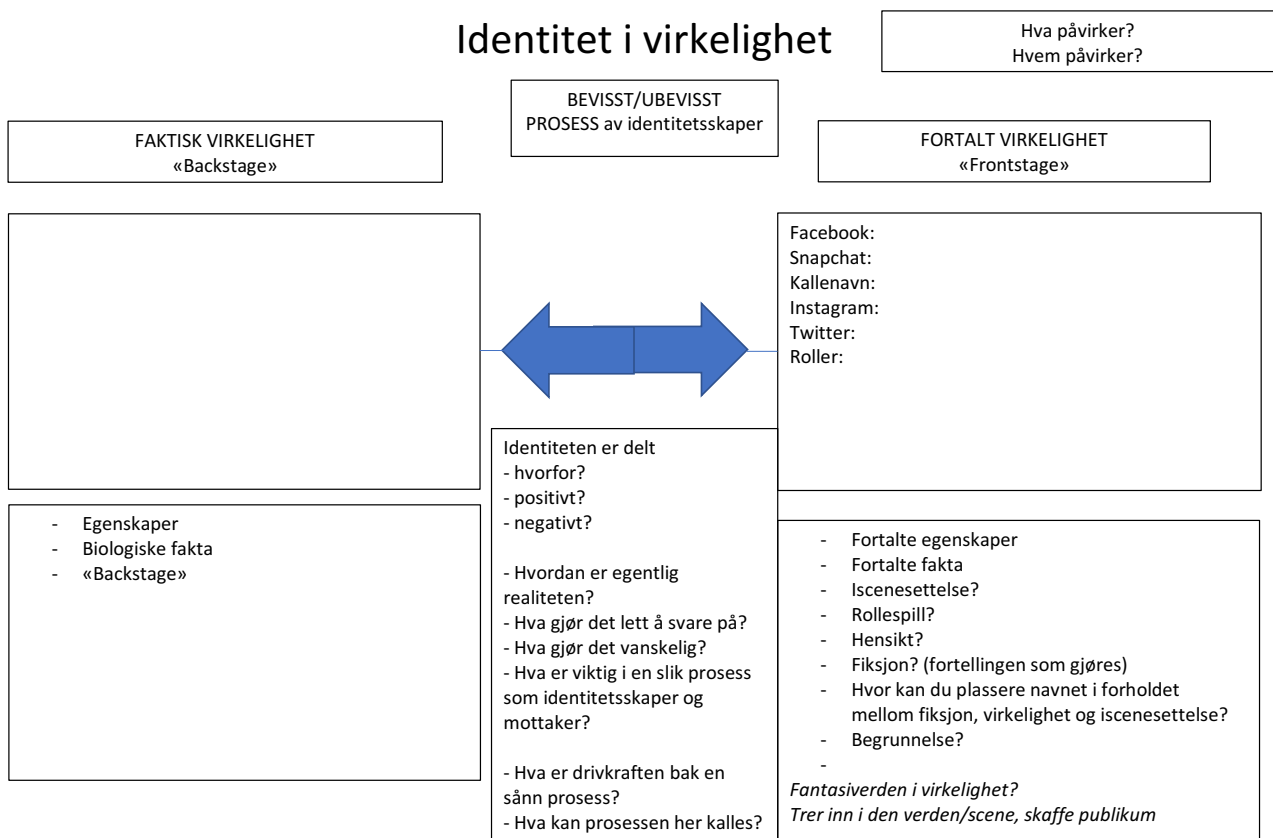 Identitet i virkelighet
Hva påvirker?
Hvem påvirker?
BEVISST/UBEVISST
PROSESS av identitetsskaper
FAKTISK VIRKELIGHET
«Backstage»
FORTALT VIRKELIGHET
«Frontstage»
Facebook:
Snapchat:
Kallenavn:
Instagram:
Twitter:
Roller:
- Egenskaper
- Biologiske fakta
- «Backstage»
Identiteten er delt
- hvorfor?
- positivt?
- negativt?
- Hvordan er egentlig
realiteten?
- Hva gjør det lett å svare på?
- Hva gjør det vanskelig?
- Hva er viktig i en slik prosess
som identitetsskaper og
mottaker?
- Hva er drivkraften bak en
sånn prosess?
- Hva kan prosessen her kalles?
- Fortalte egenskaper
- Fortalte fakta
- Iscenesettelse?
- Rollespill?
- Hensikt?
- Fiksjon? (fortellingen som gjøres)
- Hvor kan du plassere navnet i forholdet
mellom fiksjon, virkelighet og iscenesettelse?
- Begrunnelse?
-
Fantasiverden i virkelighet?
Trer inn i den verden/scene, skaffe publikum